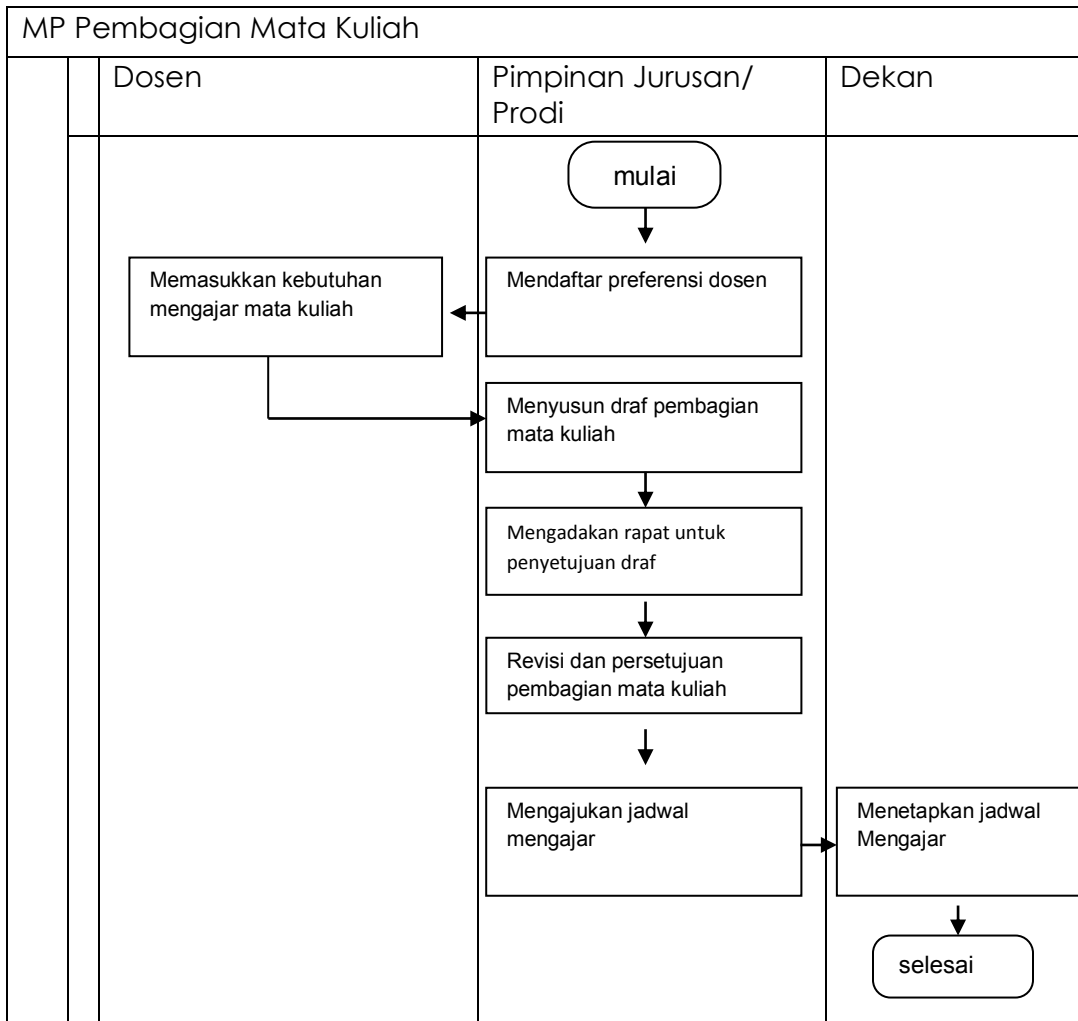 MP Pembagian Mata Kuliah
Dosen
Pimpinan Jurusan/
Prodi
Dekan
mulai
Memasukkan kebutuhan
mengajar mata kuliah
Mendaftar preferensi dosen
Menyusun draf pembagian
mata kuliah
Mengadakan rapat untuk
penyetujuan draf
Revisi dan persetujuan
pembagian mata kuliah
Mengajukan jadwal
mengajar
Menetapkan jadwal
Mengajar
selesai